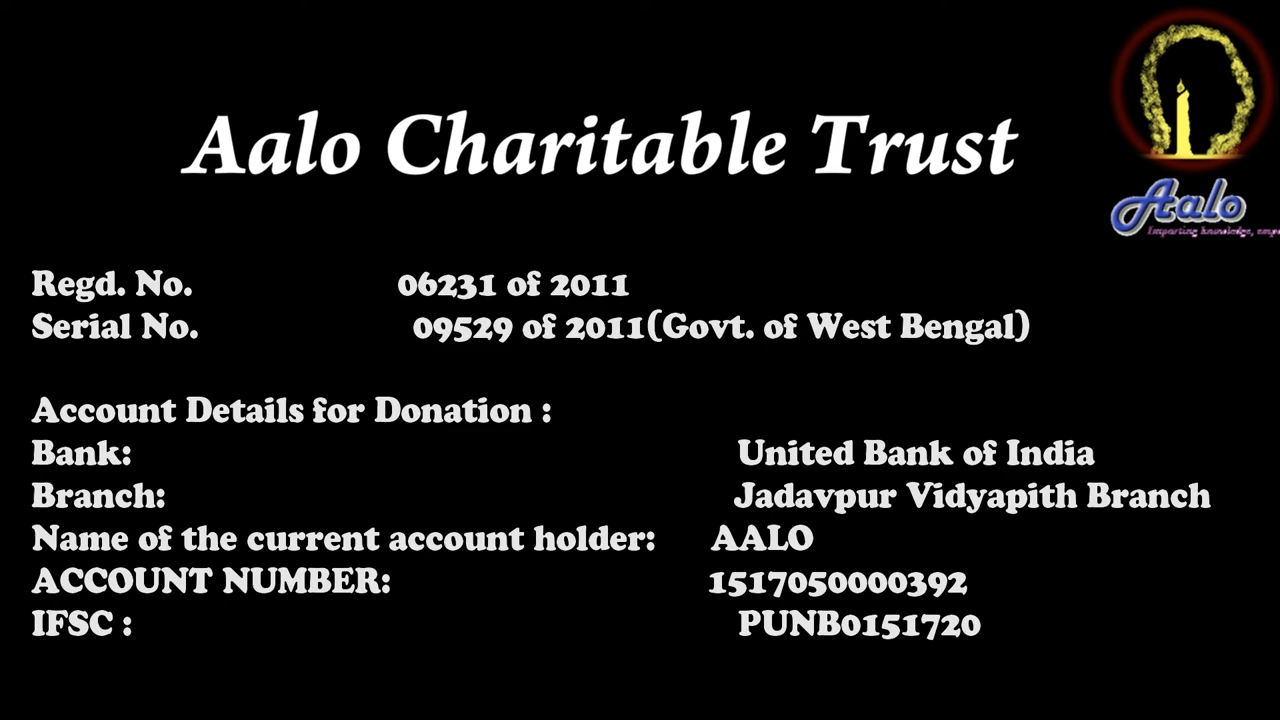 Aalo Charitable Trust
Aalo
Imparting knowledge,
Regd. No. 06231 of 2011
Serial No. 09529 of 2011(Govt. of West Bengal)
Account Details for Donation :
Bank: United Bank of India
Branch: Jadavpur Vidyapith Branch
Name of the current account holder: AALO
ACCOUNT NUMBER: 1517050000392
IFSC : PUNB0151720